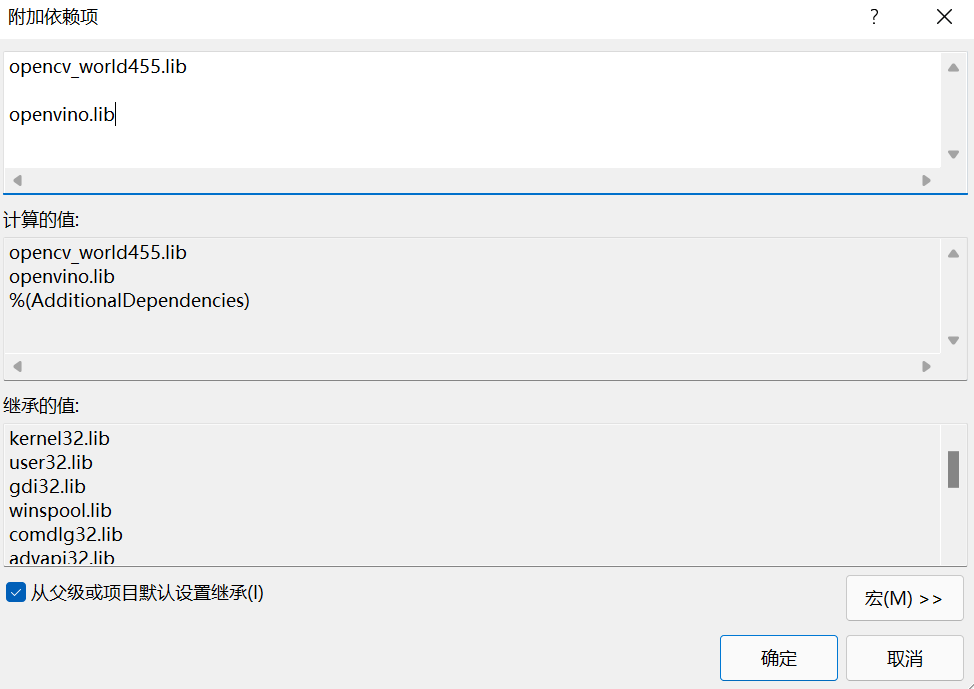 附加依赖项
?
opencv_world455.lib
openvino.lib
计算的值:
opencv_world455.lib
openvino.lib
%(AdditionalDependencies)
继承的值:
kernel32.lib
user32.lib
gdi32.lib
winspool.lib
comdlg32.lib
advapi32.lib
从父级或项目默认设置继承(I)
宏(M) >>
确定
取消